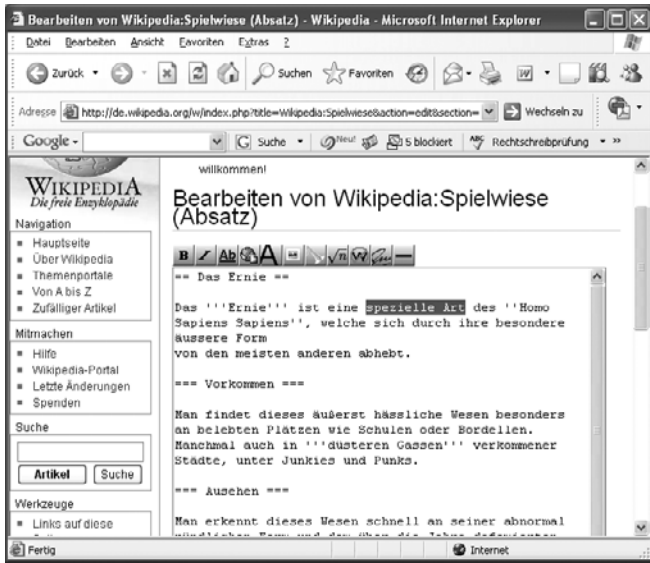 Bearbeiten von Wikipedia:Spielwiese (Absatz) - Wikipedia - Microsoft Internet Explorer
Datei Bearbeiten Ansicht Favoriten Extras ?
Zurück Suchen Favoriten
Adresse http://de.wikipedia.org/w/index.php?title=Wikipedia:Spielwiese&action=edit&section= Wechseln zu
Google Suche Neu! 5 blockiert Rechtschreibprüfung »
WIKIPEDIA
Die freie Enzyklopädie
Navigation
Hauptseite
Über Wikipedia
Themenportale
Von A bis Z
Zufälliger Artikel
Mitmachen
Hilfe
Wikipedia-Portal
Letzte Änderungen
Spenden
Suche
Artikel Suche
Werkzeuge
Links auf diese
willkommen!
Bearbeiten von Wikipedia:Spielwiese
(Absatz)
B I Ab A √n W
== Das Ernie ==
Das '''Ernie''' ist eine spezielle Art des ''Homo
Sapiens Sapiens'', welche sich durch ihre besondere
äussere Form
von den meisten anderen abhebt.
=== Vorkommen ===
Man findet dieses äußerst hässliche Wesen besonders
an belebten Plätzen wie Schulen oder Bordellen.
Manchmal auch in '''düsteren Gassen''' verkommener
Städte, unter Junkies und Punks.
=== Ausehen ===
Man erkennt dieses Wesen schnell an seiner abnormal
Fertig Internet